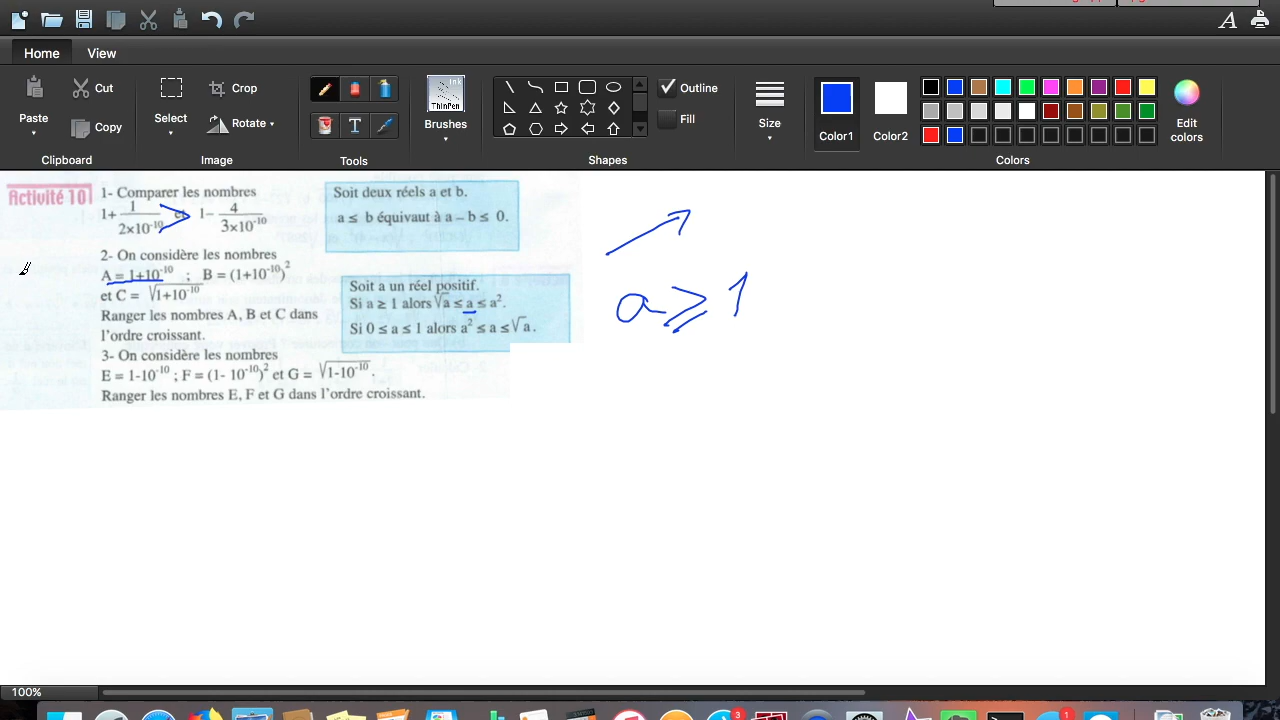 Home
View
Paste
Cut
Copy
Select
Crop
Rotate
Brushes
Outline
Fill
Size
Color1
Color2
Edit
colors
Clipboard
Image
Tools
Shapes
Colors
Activité 10
1- Comparer les nombres
1+ 1/2×10⁻¹⁰ et > 1− 4/3×10⁻¹⁰
2- On considère les nombres
A = 1+10⁻¹⁰ ; B = (1+10⁻¹⁰)²
et C = √1+10⁻¹⁰
Ranger les nombres A, B et C dans
l'ordre croissant.
3- On considère les nombres
E = 1-10⁻¹⁰ ; F = (1- 10⁻¹⁰)² et G = √1-10⁻¹⁰.
Ranger les nombres E, F et G dans l'ordre croissant.
Soit deux réels a et b.
a ≤ b équivaut à a – b ≤ 0.
Soit a un réel positif.
Si a ≥ 1 alors √a ≤ a ≤ a².
Si 0 ≤ a ≤ 1 alors a² ≤ a ≤ √a.
a ⩾ 1
100%